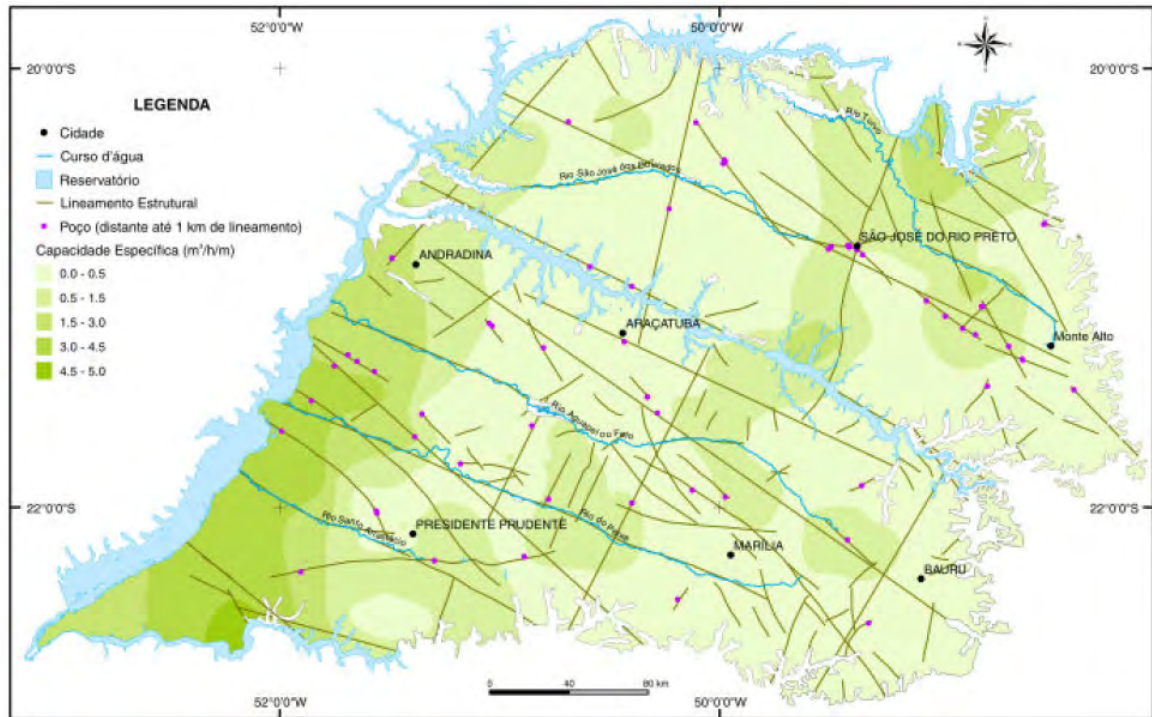 52°0'0"W
50°0'0"W
20°0'0"S
20°0'0"S
LEGENDA
Cidade
Curso d'água
Reservatório
Lineamento Estrutural
Poço (distante até 1 km de lineamento)
Capacidade Específica (m³/h/m)
0.0 - 0.5
0.5 - 1.5
1.5 - 3.0
3.0 - 4.5
4.5 - 5.0
Rio Turvo
Rio São José dos Dourados
SÃO JOSÉ DO RIO PRETO
ANDRADINA
ARAÇATUBA
Monte Alto
Rio Aguapeí ou Feio
22°0'0"S
22°0'0"S
Rio Santo Anastácio
PRESIDENTE PRUDENTE
Rio do Peixe
MARÍLIA
BAURU
0 40 80 km
52°0'0"W
50°0'0"W